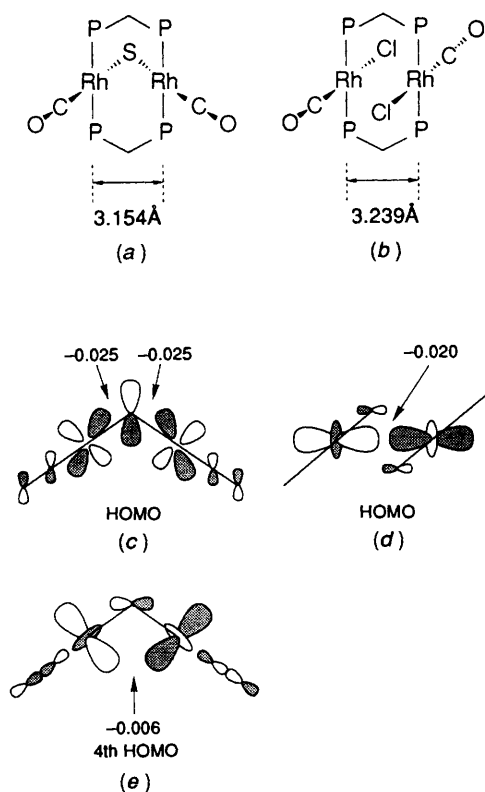 P P P P
S Cl C O
Rh Rh Rh Rh
O C C O O C Cl
P P P P
3.154Å 3.239Å
(a) (b)
-0.025 -0.025 -0.020
HOMO HOMO
(c) (d)
-0.006
4th HOMO
(e)